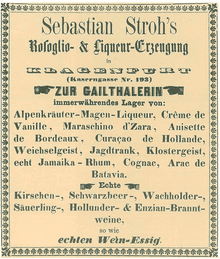 Sebastian Stroh's
Rosoglio- & Liqueur-Erzeugung
in
KLAGENFURT
(Kaserngasse Nr. 193)
ZUR GAILTHALERIN
immerwährendes Lager von:
Alpenkräuter-Magen-Liqueur, Crème de
Vanille, Maraschino d'Zara, Anisette
de Bordeaux, Curaçao de Hollande,
Weichselgeist, Jagdtrank, Klostergeist,
echt Jamaika-Rhum, Cognac, Arac de
Batavia.
Echte
Kirschen-, Schwarzbeer-, Wachholder-,
Säuerling-, Hollunder- & Enzian-Brannt-
weine,
so wie
echten Wein-Essig.